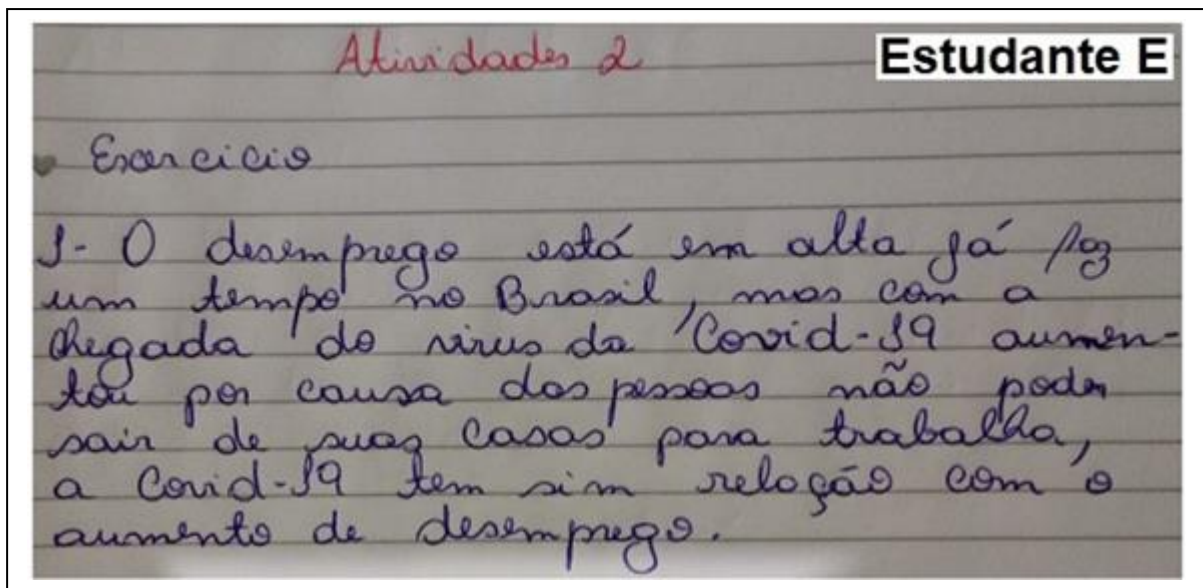 Atividades 2
Estudante E
Exercicio
1- O desemprego está em alta já faz
um tempo no Brasil, mas com a
chegada do vírus da Covid-19 aumen-
tou por causa das pessoas não poder
sair de suas casas para trabalha,
a Covid-19 tem sim relação com o
aumento de desemprego.